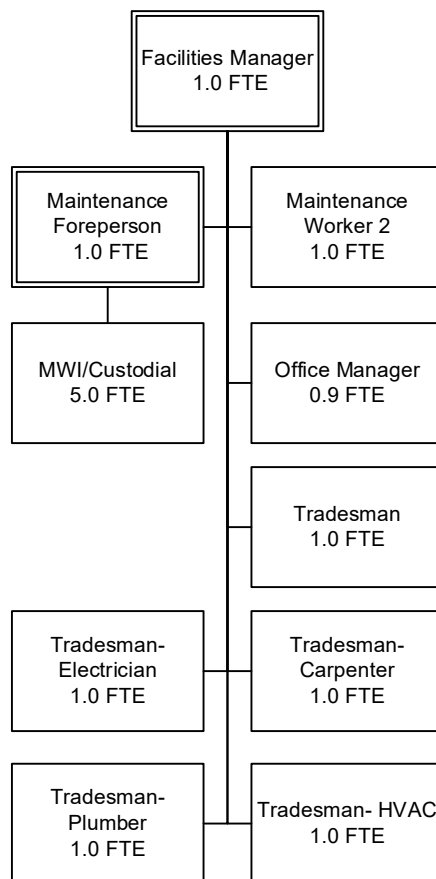 Facilities Manager
1.0 FTE
Maintenance
Foreperson
1.0 FTE
Maintenance
Worker 2
1.0 FTE
MWI/Custodial
5.0 FTE
Office Manager
0.9 FTE
Tradesman
1.0 FTE
Tradesman-
Electrician
1.0 FTE
Tradesman-
Carpenter
1.0 FTE
Tradesman-
Plumber
1.0 FTE
Tradesman- HVAC
1.0 FTE